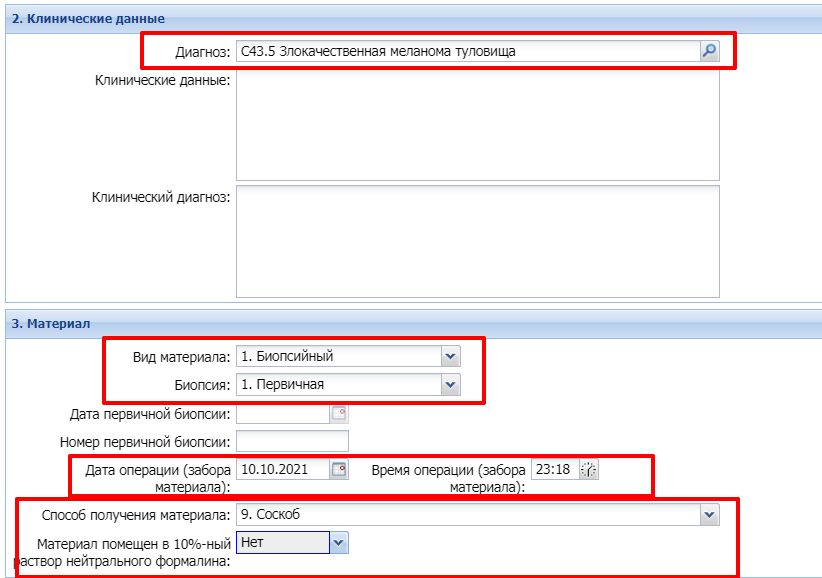 2. Клинические данные
Диагноз: C43.5 Злокачественная меланома туловища
Клинические данные:
Клинический диагноз:
3. Материал
Вид материала: 1. Биопсийный
Биопсия: 1. Первичная
Дата первичной биопсии:
Номер первичной биопсии:
Дата операции (забора материала): 10.10.2021 Время операции (забора материала): 23:18
Способ получения материала: 9. Соскоб
Материал помещен в 10%-ный Нет
раствор нейтрального формалина: